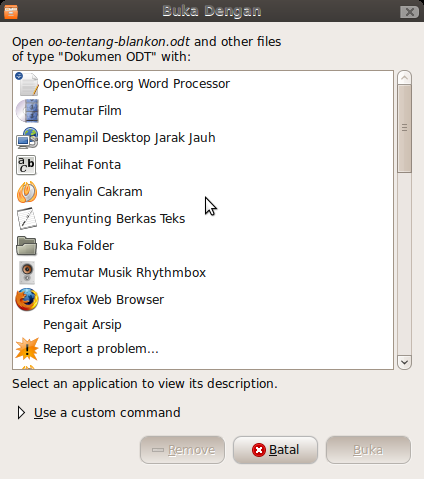 Buka Dengan
Open oo-tentang-blankon.odt and other files
of type "Dokumen ODT" with:
OpenOffice.org Word Processor
Pemutar Film
Penampil Desktop Jarak Jauh
abc
Pelihat Fonta
Penyalin Cakram
Penyunting Berkas Teks
Buka Folder
Pemutar Musik Rhythmbox
Firefox Web Browser
Pengait Arsip
Report a problem...
Select an application to view its description.
Use a custom command
Remove
Batal
Buka